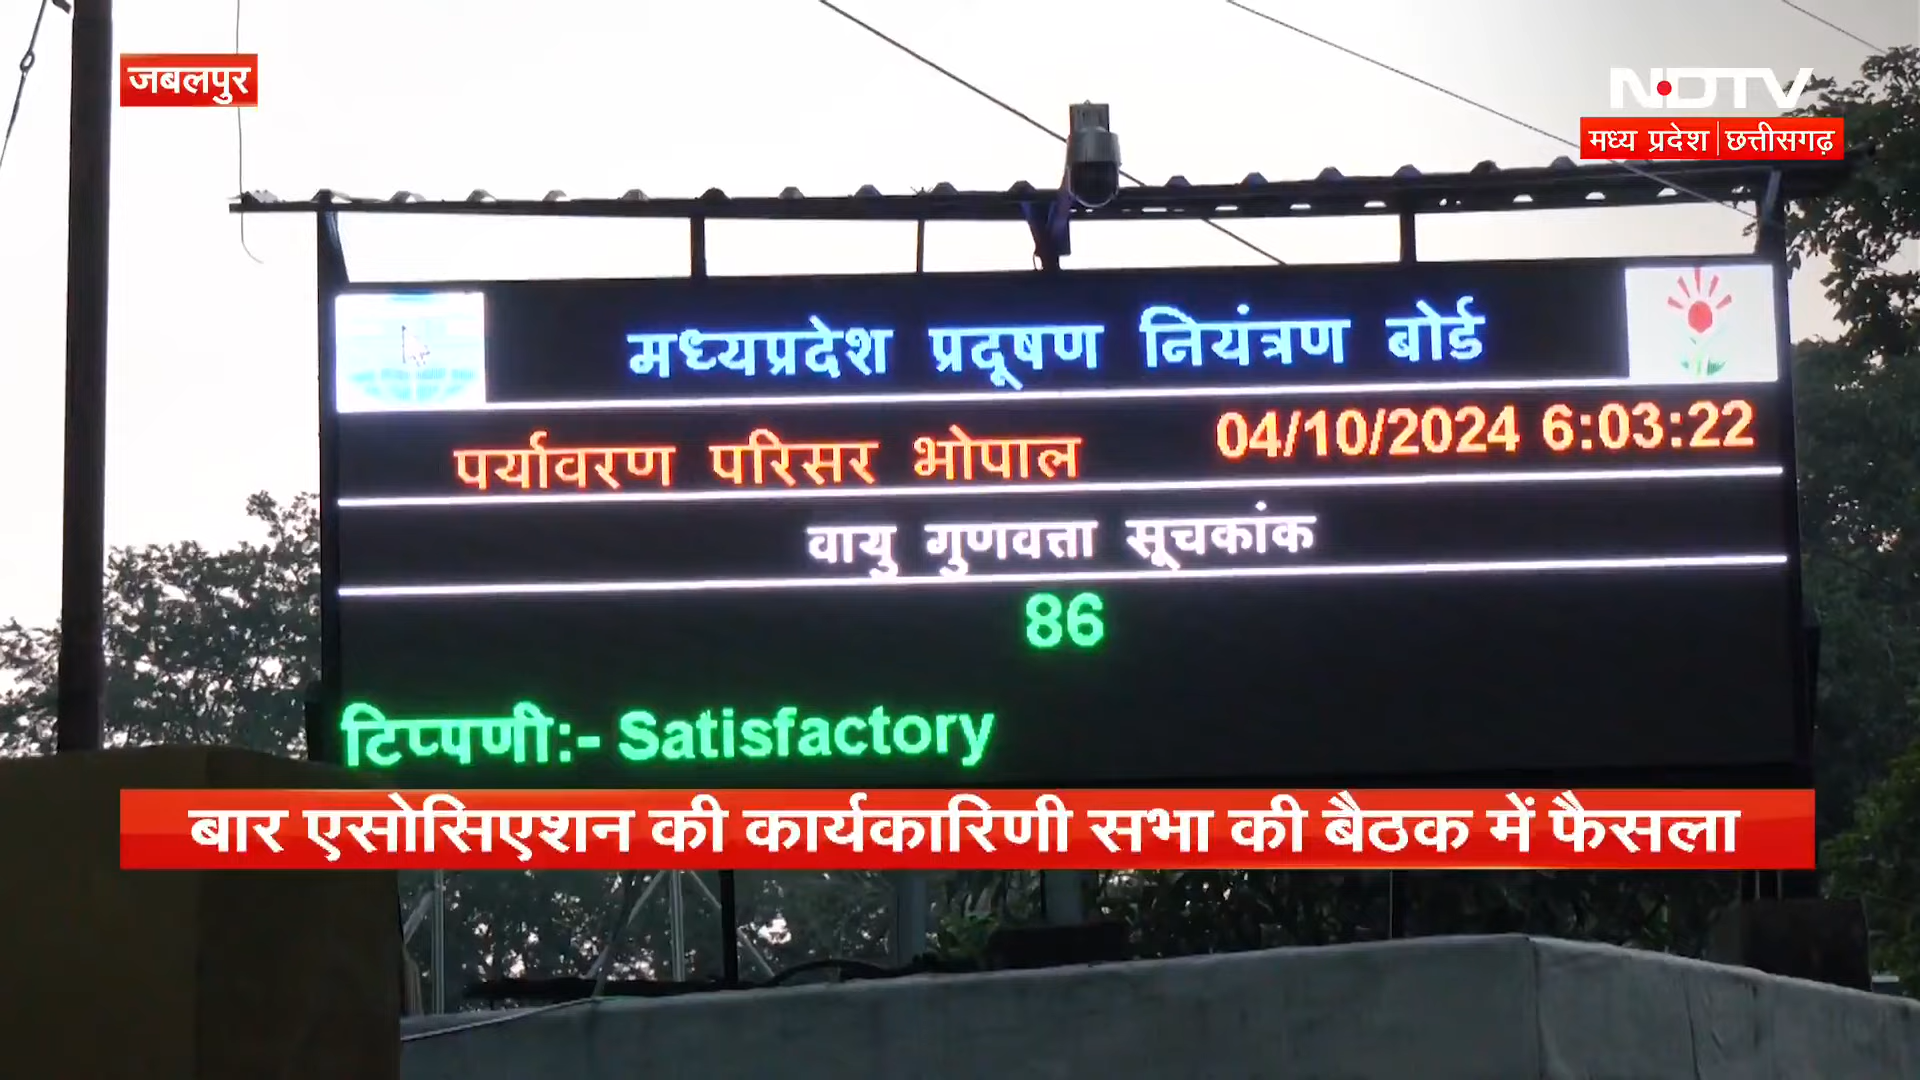 जबलपुर
NDTV
मध्य प्रदेश|छत्तीसगढ़
मध्यप्रदेश प्रदूषण नियंत्रण बोर्ड
पर्यावरण परिसर भोपाल 04/10/2024 6:03:22
वायु गुणवत्ता सूचकांक
86
टिप्पणी:- Satisfactory
बार एसोसिएशन की कार्यकारिणी सभा की बैठक में फैसला